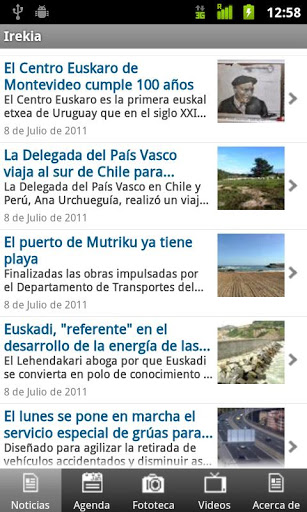 3G
R
12:58
Irekia
El Centro Euskaro de
Montevideo cumple 100 años
El Centro Euskaro es la primera euskal
etxea de Uruguay que en el siglo XXI...
8 de Julio de 2011
La Delegada del País Vasco
viaja al sur de Chile para...
La Delegada del País Vasco en Chile y
Perú, Ana Urchueguía, realizó un viaj...
8 de Julio de 2011
El puerto de Mutriku ya tiene
playa
Finalizadas las obras impulsadas por
el Departamento de Transportes del...
8 de Julio de 2011
Euskadi, "referente" en el
desarrollo de la energía de las...
El Lehendakari aboga por que Euskadi
se convierta en polo de conocimiento ...
8 de Julio de 2011
El lunes se pone en marcha el
servicio especial de grúas para...
Diseñado para agilizar la retirada de
vehículos accidentados y disminuir as...
Noticias
Agenda
Fototeca
Videos
Acerca de